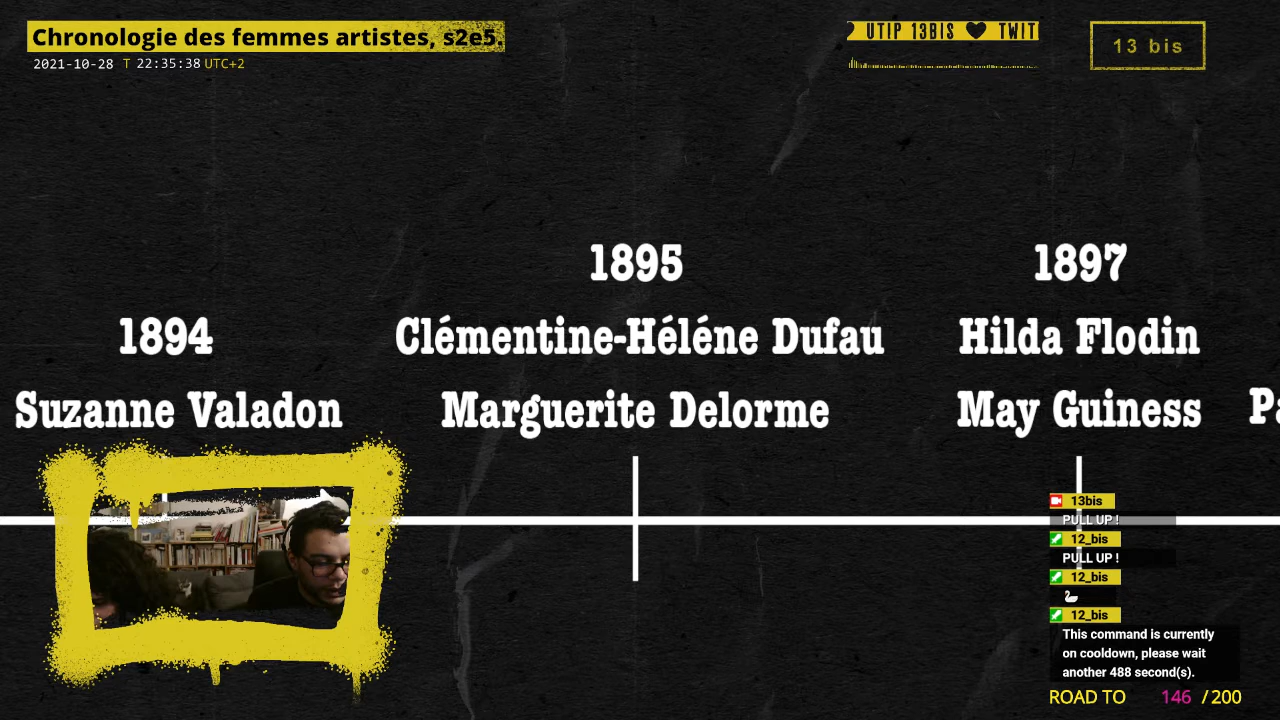 Chronologie des femmes artistes, s2e5
2021-10-28 T 22:35:38 UTC+2
UTIP 13BIS TWIT
13 bis
1894
Suzanne Valadon
1895
Clémentine-Héléne Dufau
Marguerite Delorme
1897
Hilda Flodin
May Guiness
Pa
13bis
PULL UP !
12_bis
PULL UP !
12_bis
12_bis
This command is currently
on cooldown, please wait
another 488 second(s).
ROAD TO 146 / 200